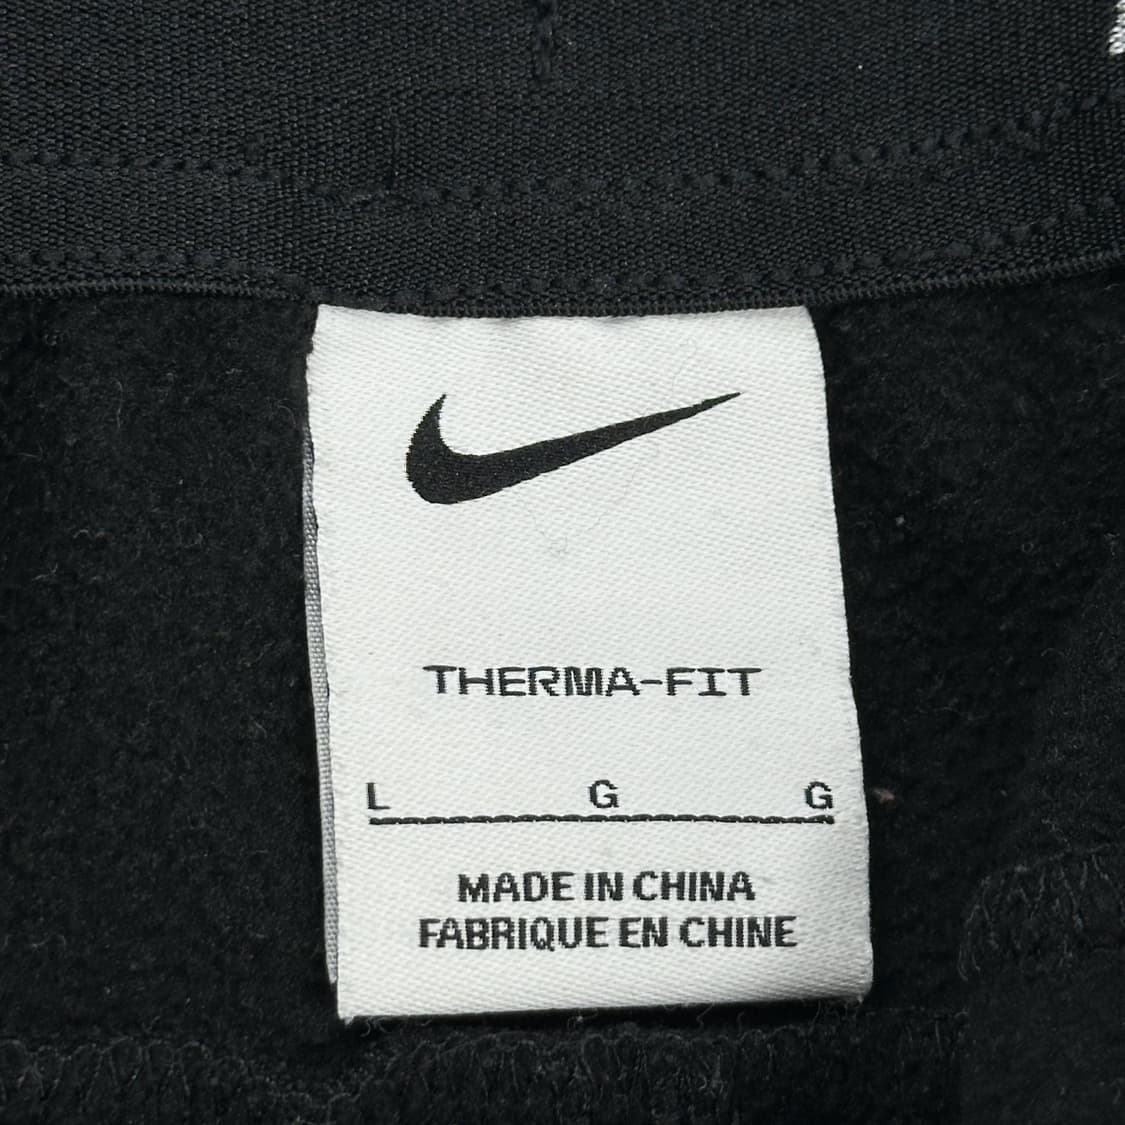 THERMA-FIT
L G G
MADE IN CHINA
FABRIQUE EN CHINE